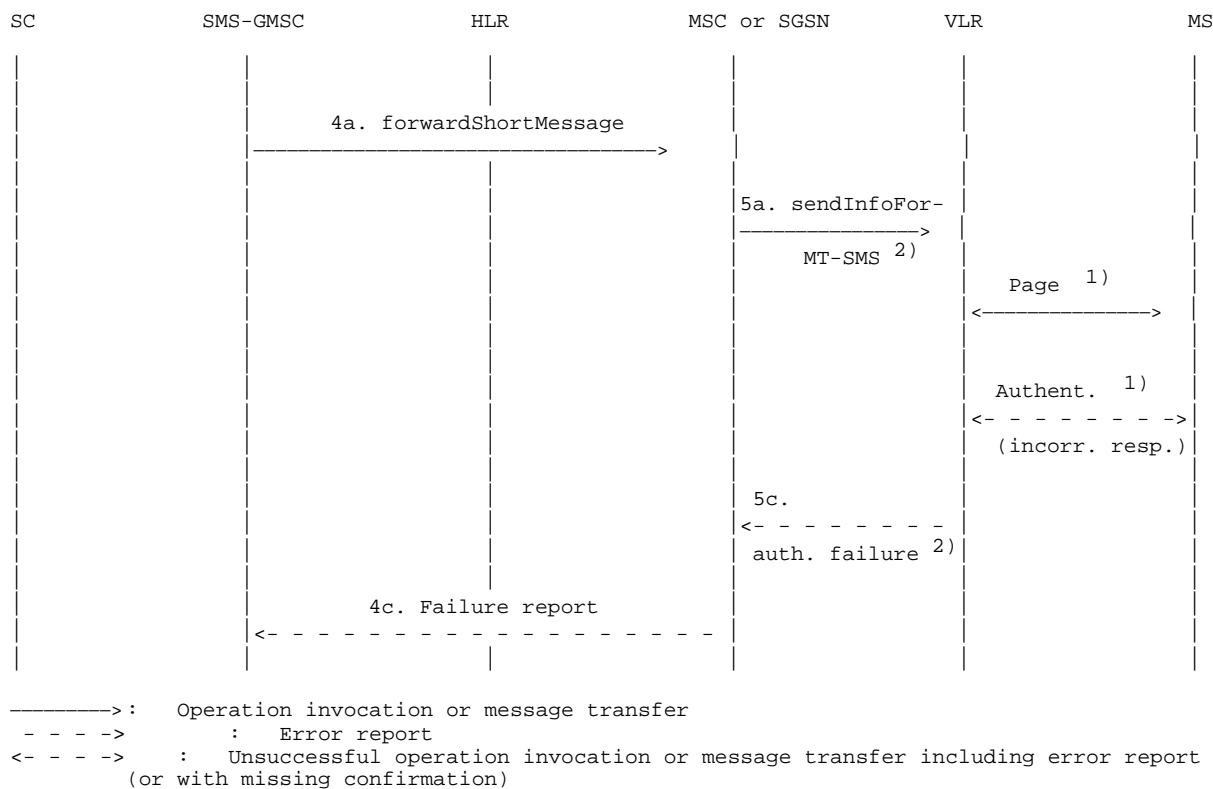 SC SMS-GMSC HLR MSC or SGSN VLR MS
4a. forwardShortMessage
5a. sendInfoFor-
MT-SMS 2)
Page 1)
Authent. 1)
(incorr. resp.)
5c.
auth. failure 2)
4c. Failure report
————————>: Operation invocation or message transfer
- - - -> : Error report
<- - - -> : Unsuccessful operation invocation or message transfer including error report
(or with missing confirmation)